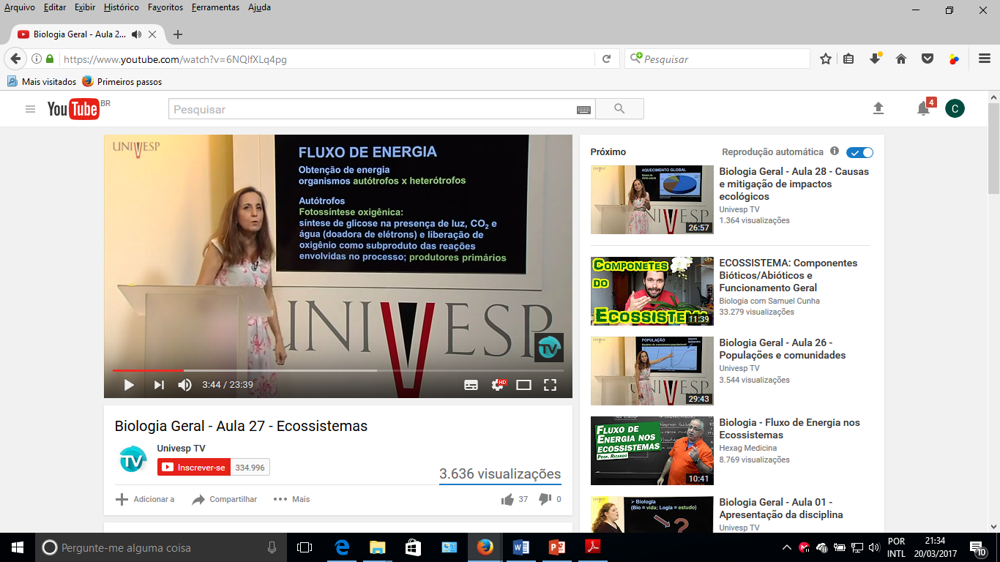 Arquivo Editar Exibir Histórico Favoritos Ferramentas Ajuda
Biologia Geral - Aula 2...
https://www.youtube.com/watch?v=6NQIfXLq4pg
Pesquisar
Mais visitados Primeiros passos
YouTube BR
Pesquisar
4
C
UNIVESP
FLUXO DE ENERGIA
Obtenção de energia
organismos autótrofos x heterótrofos
Autótrofos
Fotossíntese oxigênica:
síntese de glicose na presença de luz, CO₂ e
água (doadora de elétrons) e liberação de
oxigênio como subproduto das reações
envolvidas no processo; produtores primários
UNIVESP
TV
3:44 / 23:39
HD
Biologia Geral - Aula 27 - Ecossistemas
TV
Univesp TV
Inscrever-se 334.996
3.636 visualizações
Adicionar a Compartilhar Mais 37 0
Próximo Reprodução automática
AQUECIMENTO GLOBAL
26:57
Biologia Geral - Aula 28 - Causas
e mitigação de impactos
ecológicos
Univesp TV
1.364 visualizações
COMPONETES
DO
ECOSSISTEMA
11:39
ECOSSISTEMA: Componentes
Bióticos/Abióticos e
Funcionamento Geral
Biologia com Samuel Cunha
33.279 visualizações
POPULAÇÃO
VESP
29:43
Biologia Geral - Aula 26 -
Populações e comunidades
Univesp TV
3.544 visualizações
FLUXO DE
ENERGIA NOS
ECOSSISTEMAS
PROF. RICARDO
10:41
Biologia - Fluxo de Energia nos
Ecossistemas
Hexag Medicina
8.769 visualizações
Biologia
(Bio = vida; Logia = estudo)
?
Biologia Geral - Aula 01 -
Apresentação da disciplina
Univesp TV
Pergunte-me alguma coisa
POR
INTL
21:34
20/03/2017
10